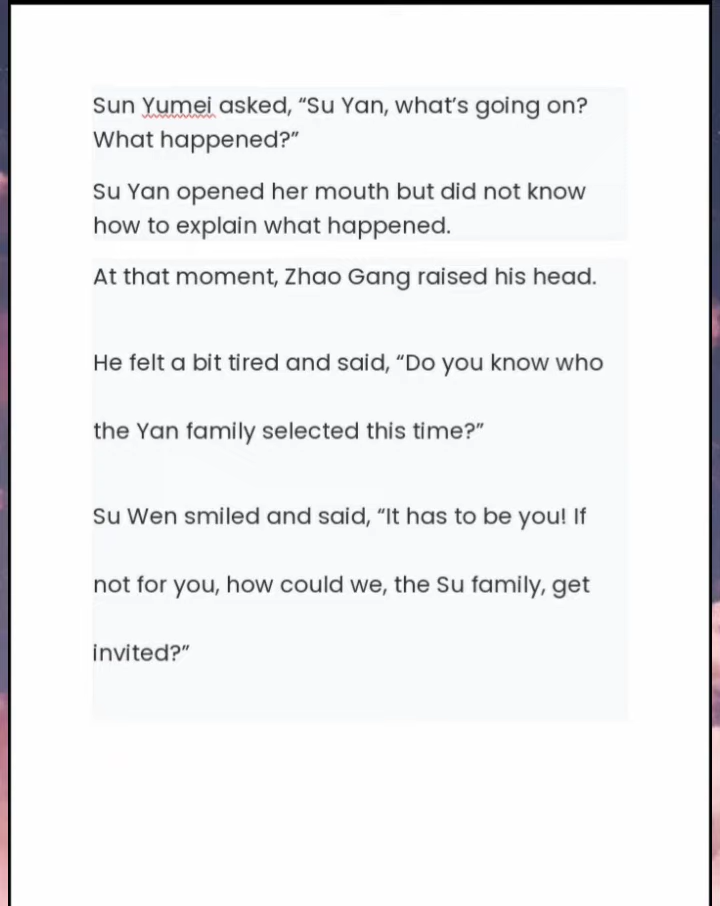 Sun Yumei asked, “Su Yan, what’s going on?
What happened?”
Su Yan opened her mouth but did not know
how to explain what happened.
At that moment, Zhao Gang raised his head.
He felt a bit tired and said, “Do you know who
the Yan family selected this time?”
Su Wen smiled and said, “It has to be you! If
not for you, how could we, the Su family, get
invited?”